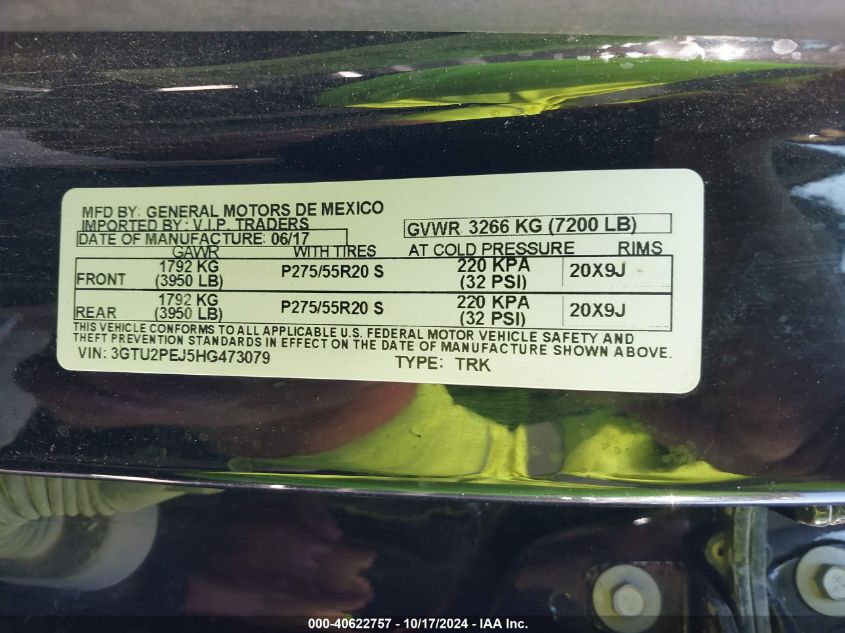 MFD BY: GENERAL MOTORS DE MEXICO
IMPORTED BY: V.I.P. TRADERS
DATE OF MANUFACTURE: 06/17
GVWR 3266 KG (7200 LB)
GAWR WITH TIRES AT COLD PRESSURE RIMS
FRONT 1792 KG (3950 LB) P275/55R20 S 220 KPA (32 PSI) 20X9J
REAR 1792 KG (3950 LB) P275/55R20 S 220 KPA (32 PSI) 20X9J
THIS VEHICLE CONFORMS TO ALL APPLICABLE U.S. FEDERAL MOTOR VEHICLE SAFETY AND
THEFT PREVENTION STANDARDS IN EFFECT ON THE DATE OF MANUFACTURE SHOWN ABOVE.
VIN: 3GTU2PEJ5HG473079 TYPE: TRK
000-40622757 - 10/17/2024 - IAA Inc.